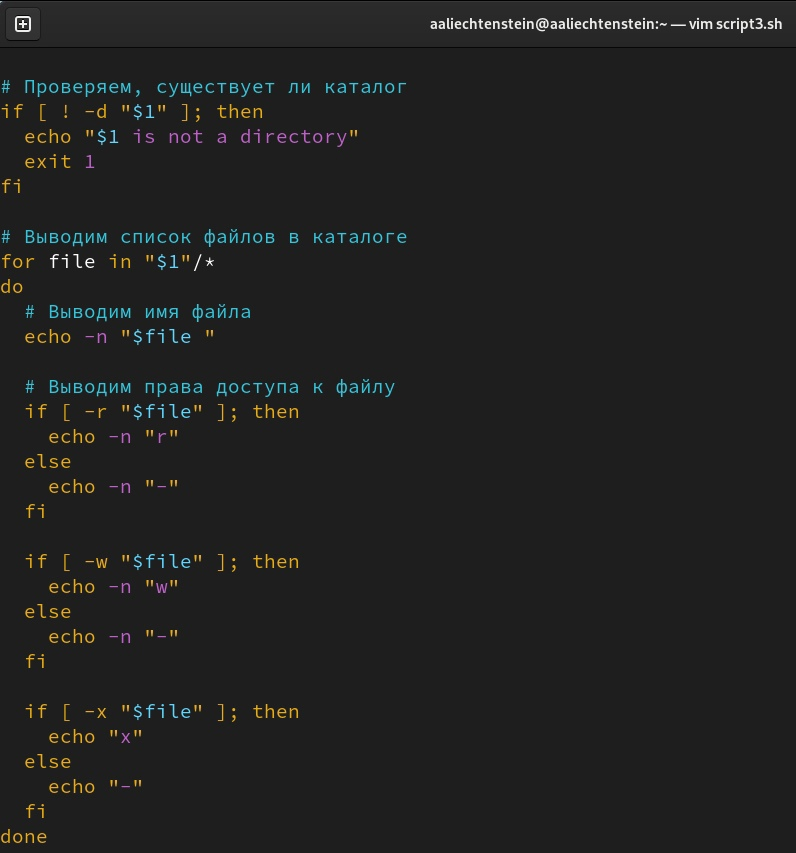 aaliechtenstein@aaliechtenstein:~ — vim script3.sh
# Проверяем, существует ли каталог
if [ ! -d "$1" ]; then
  echo "$1 is not a directory"
  exit 1
fi

# Выводим список файлов в каталоге
for file in "$1"/*
do
  # Выводим имя файла
  echo -n "$file "

  # Выводим права доступа к файлу
  if [ -r "$file" ]; then
    echo -n "r"
  else
    echo -n "-"
  fi

  if [ -w "$file" ]; then
    echo -n "w"
  else
    echo -n "-"
  fi

  if [ -x "$file" ]; then
    echo "x"
  else
    echo "-"
  fi
done